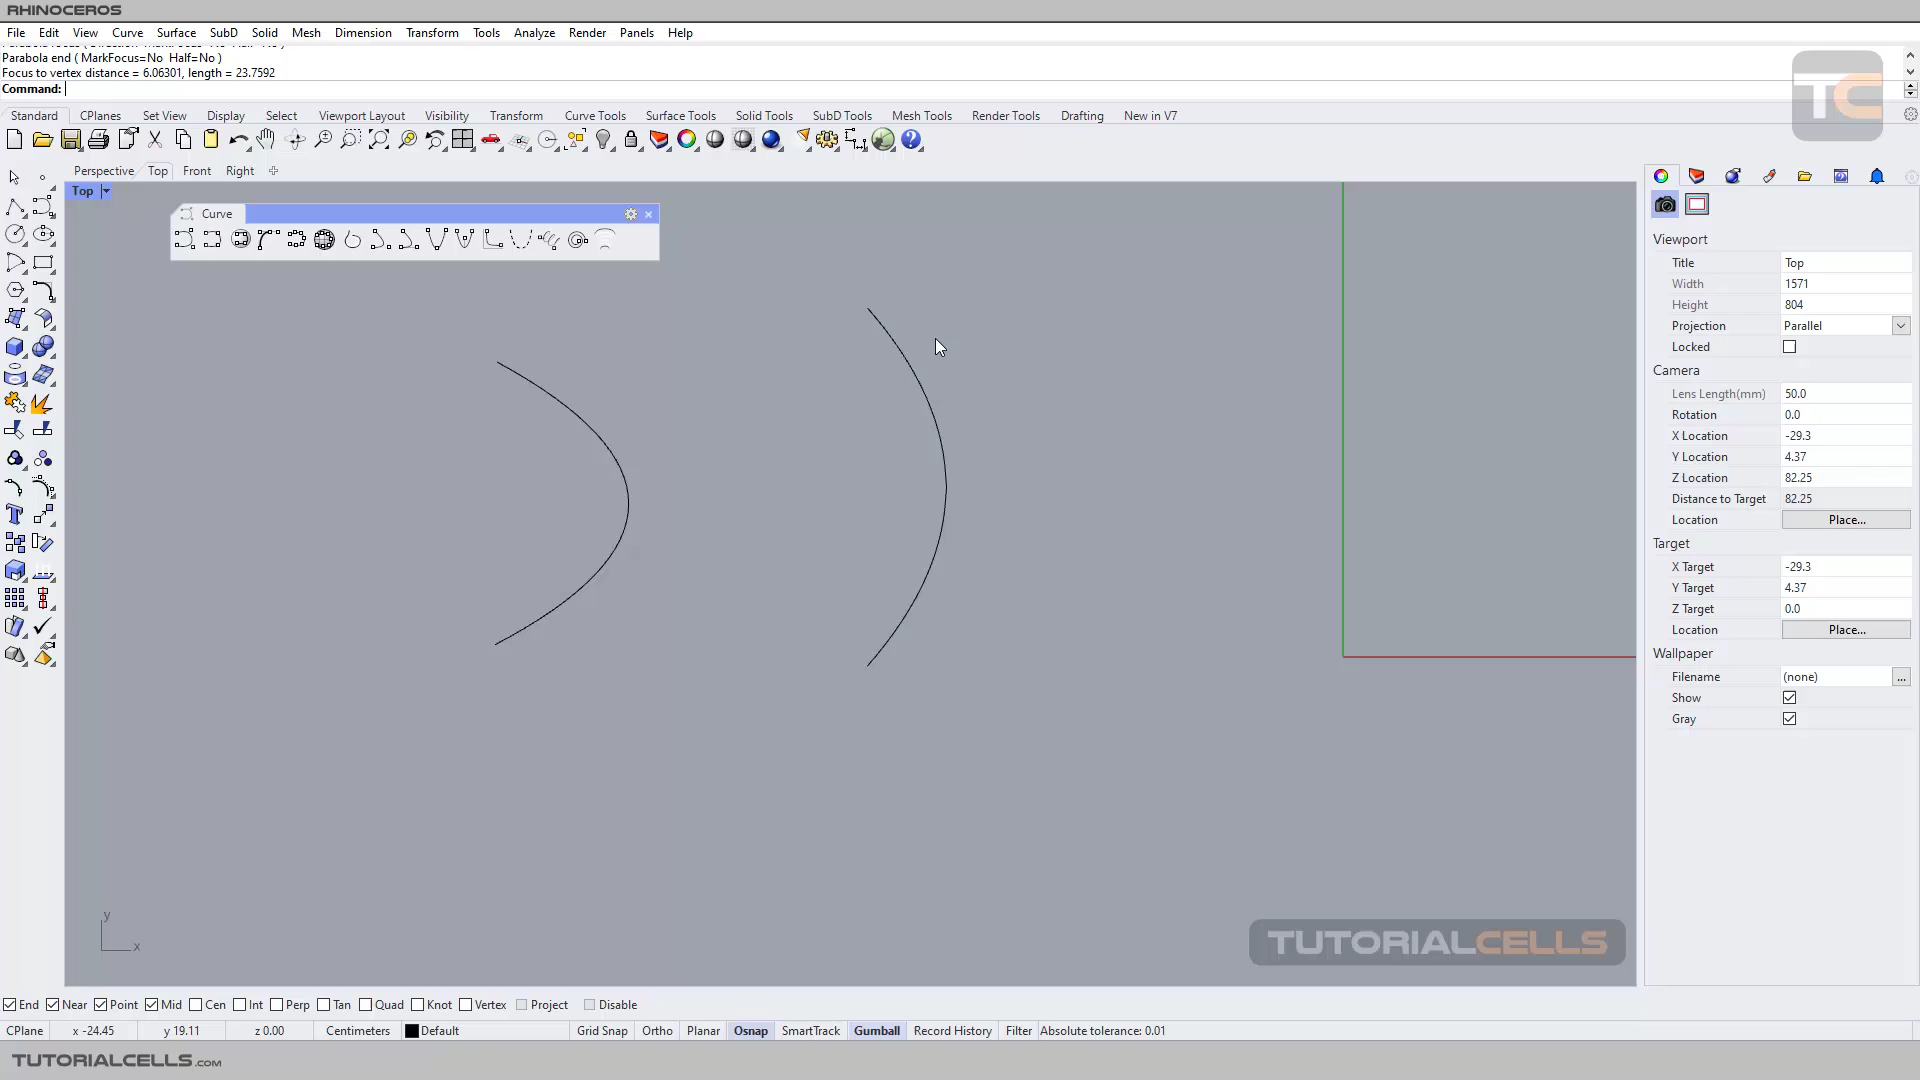 RHINOCEROS
File Edit View Curve Surface SubD Solid Mesh Dimension Transform Tools Analyze Render Panels Help
Parabola end ( MarkFocus=No Half=No )
Focus to vertex distance = 6.06301, length = 23.7592
Command:
TC
Standard CPlanes Set View Display Select Viewport Layout Visibility Transform Curve Tools Surface Tools Solid Tools SubD Tools Mesh Tools Render Tools Drafting New in V7
Perspective Top Front Right
Top
Curve
Viewport
Title Top
Width 1571
Height 804
Projection Parallel
Locked
Camera
Lens Length(mm) 50.0
Rotation 0.0
X Location -29.3
Y Location 4.37
Z Location 82.25
Distance to Target 82.25
Location Place...
Target
X Target -29.3
Y Target 4.37
Z Target 0.0
Location Place...
Wallpaper
Filename (none) ...
Show
Gray
y
x
TUTORIALCELLS
End Near Point Mid Cen Int Perp Tan Quad Knot Vertex Project Disable
CPlane x -24.45 y 19.11 z 0.00 Centimeters Default Grid Snap Ortho Planar Osnap SmartTrack Gumball Record History Filter Absolute tolerance: 0.01
TUTORIALCELLS.COM